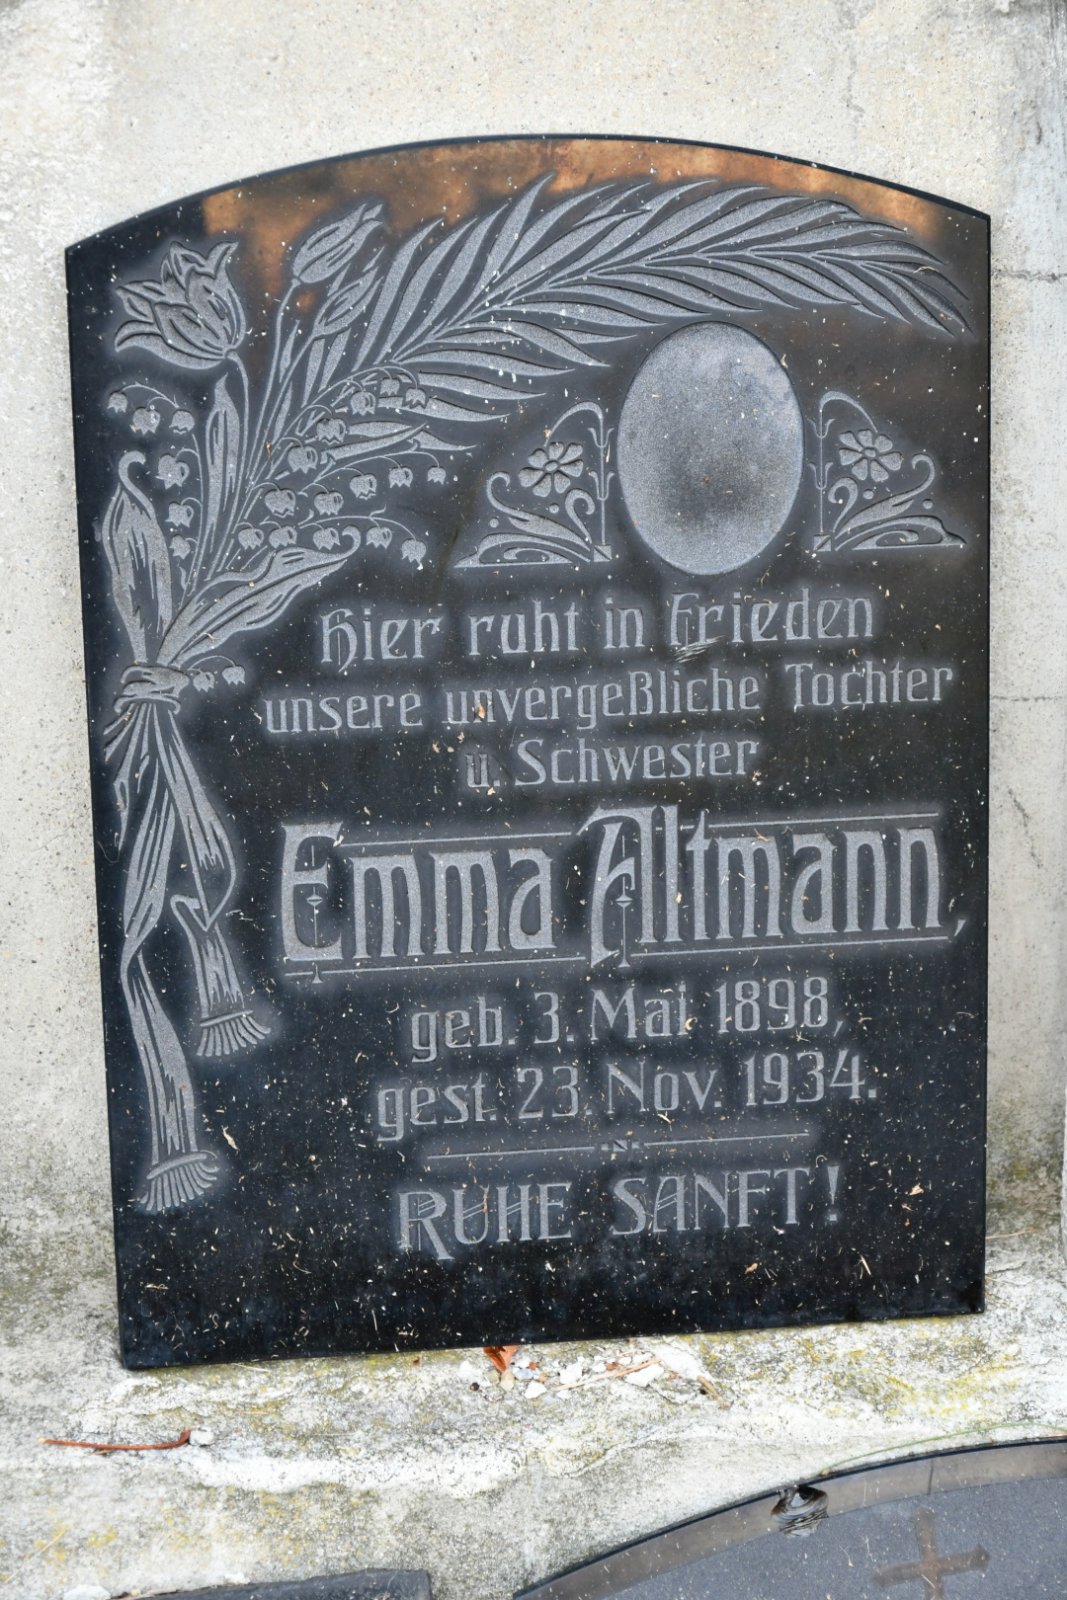 Hier ruht in Frieden
unsere unvergeßliche Tochter
u. Schwester
Emma Altmann,
geb. 3. Mai 1898,
gest. 23. Nov. 1934.
RUHE SANFT!